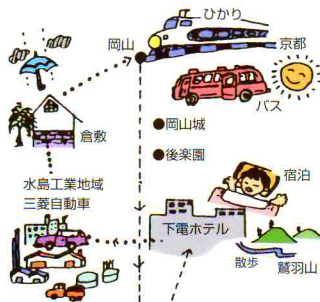 ひかり
岡山
京都
バス
岡山城
倉敷
後楽園
宿泊
水島工業地域
三菱自動車
下電ホテル
散歩
鷲羽山